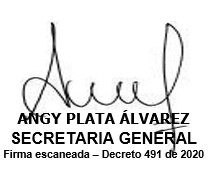 ANGY PLATA ÁLVAREZ
SECRETARIA GENERAL
Firma escaneada – Decreto 491 de 2020